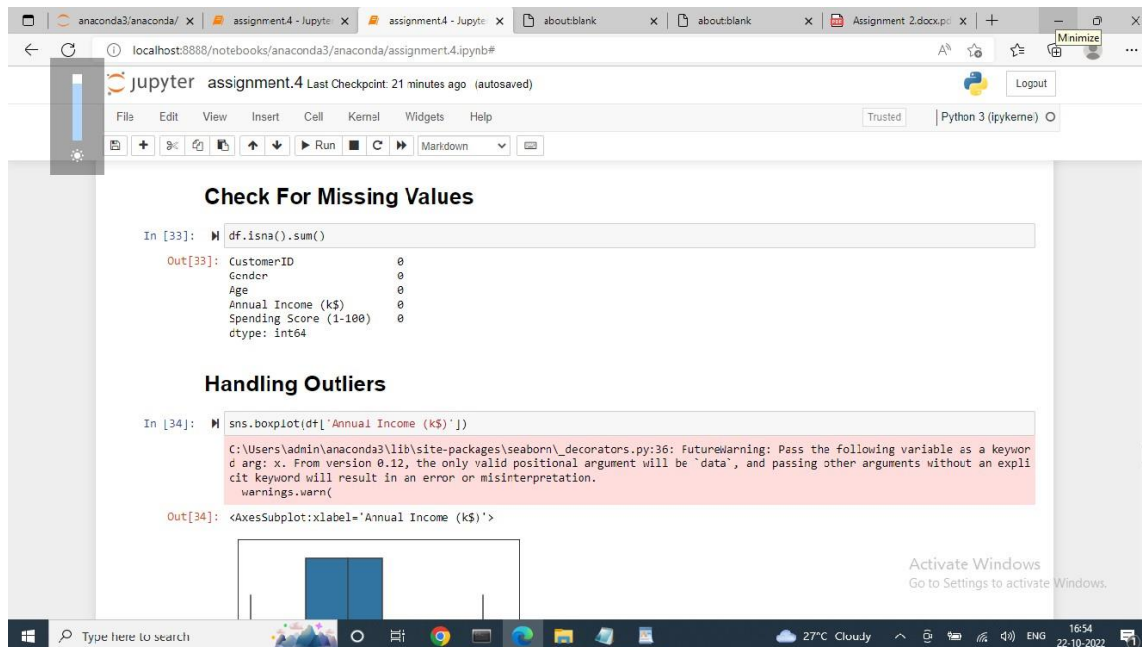 anaconda3/anaconda/
assignment.4 - Jupyte
assignment.4 - Jupyte
about:blank
about:blank
Assignment 2.docx.pd
Minimize
localhost:8888/notebooks/anaconda3/anaconda/assignment.4.ipynb#
jupyter assignment.4 Last Checkpoint: 21 minutes ago (autosaved)
Logout
File Edit View Insert Cell Kernel Widgets Help
Trusted
Python 3 (ipykernel)
Run
Markdown
Check For Missing Values
In [33]: df.isna().sum()
Out[33]: CustomerID 0
Gender 0
Age 0
Annual Income (k$) 0
Spending Score (1-100) 0
dtype: int64
Handling Outliers
In [34]: sns.boxplot(df['Annual Income (k$)'])
C:\Users\admin\anaconda3\lib\site-packages\seaborn\_decorators.py:36: FutureWarning: Pass the following variable as a keywor
d arg: x. From version 0.12, the only valid positional argument will be `data`, and passing other arguments without an expli
cit keyword will result in an error or misinterpretation.
warnings.warn(
Out[34]: <AxesSubplot:xlabel='Annual Income (k$)'>
Activate Windows
Go to Settings to activate Windows.
Type here to search
27°C Cloudy
ENG
16:54
22-10-2022